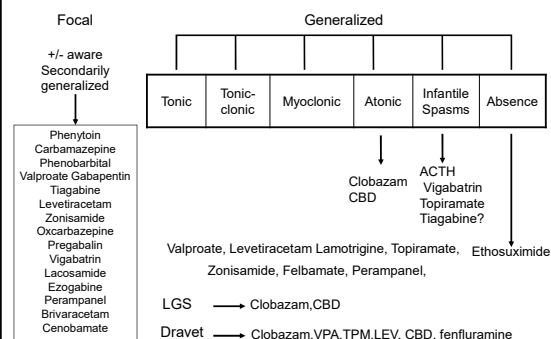 Focal
Generalized
+/- aware
Secondarily
generalized
Tonic
Tonic-
clonic
Myoclonic
Atonic
Infantile
Spasms
Absence
Phenytoin
Carbamazepine
Phenobarbital
Valproate Gabapentin
Tiagabine
Levetiracetam
Zonisamide
Oxcarbazepine
Pregabalin
Vigabatrin
Lacosamide
Ezogabine
Perampanel
Brivaracetam
Cenobamate
Clobazam
CBD
ACTH
Vigabatrin
Topiramate
Tiagabine?
Ethosuximide
Valproate, Levetiracetam Lamotrigine, Topiramate,
Zonisamide, Felbamate, Perampanel,
LGS
Clobazam,CBD
Dravet
Clobazam,VPA,TPM,LEV, CBD, fenfluramine